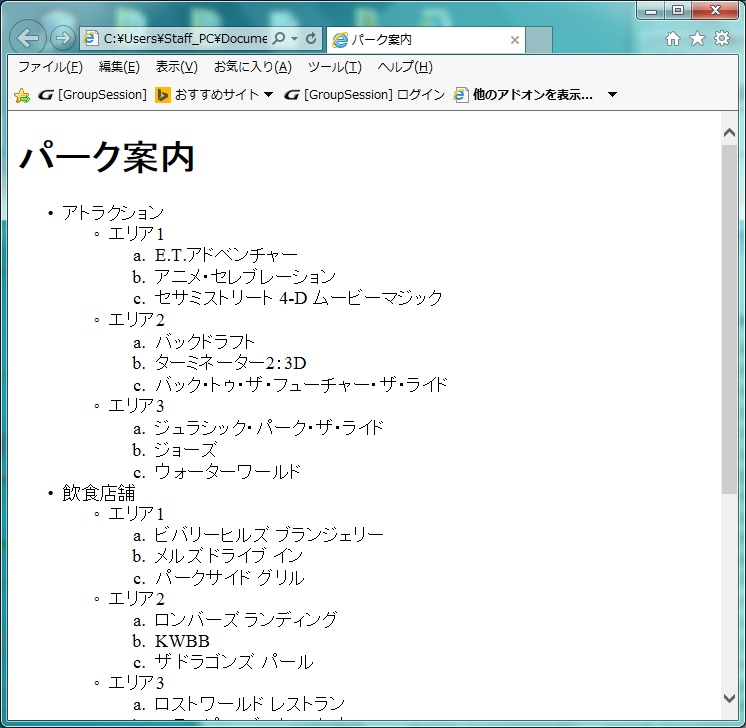 C:¥Users¥Staff_PC¥Docume
パーク案内
ファイル(F) 編集(E) 表示(V) お気に入り(A) ツール(T) ヘルプ(H)
[GroupSession] おすすめサイト [GroupSession] ログイン 他のアドオンを表示...
パーク案内
• アトラクション
◦ エリア1
a. E.T.アドベンチャー
b. アニメ・セレブレーション
c. セサミストリート 4-D ムービーマジック
◦ エリア2
a. バックドラフト
b. ターミネーター2:3D
c. バック・トゥ・ザ・フューチャー・ザ・ライド
◦ エリア3
a. ジュラシック・パーク・ザ・ライド
b. ジョーズ
c. ウォーターワールド
• 飲食店舗
◦ エリア1
a. ビバリーヒルズ ブランジェリー
b. メルズ ドライブ イン
c. パークサイド グリル
◦ エリア2
a. ロンバーズ ランディング
b. KWBB
c. ザ ドラゴンズ パール
◦ エリア3
a. ロストワールド レストラン